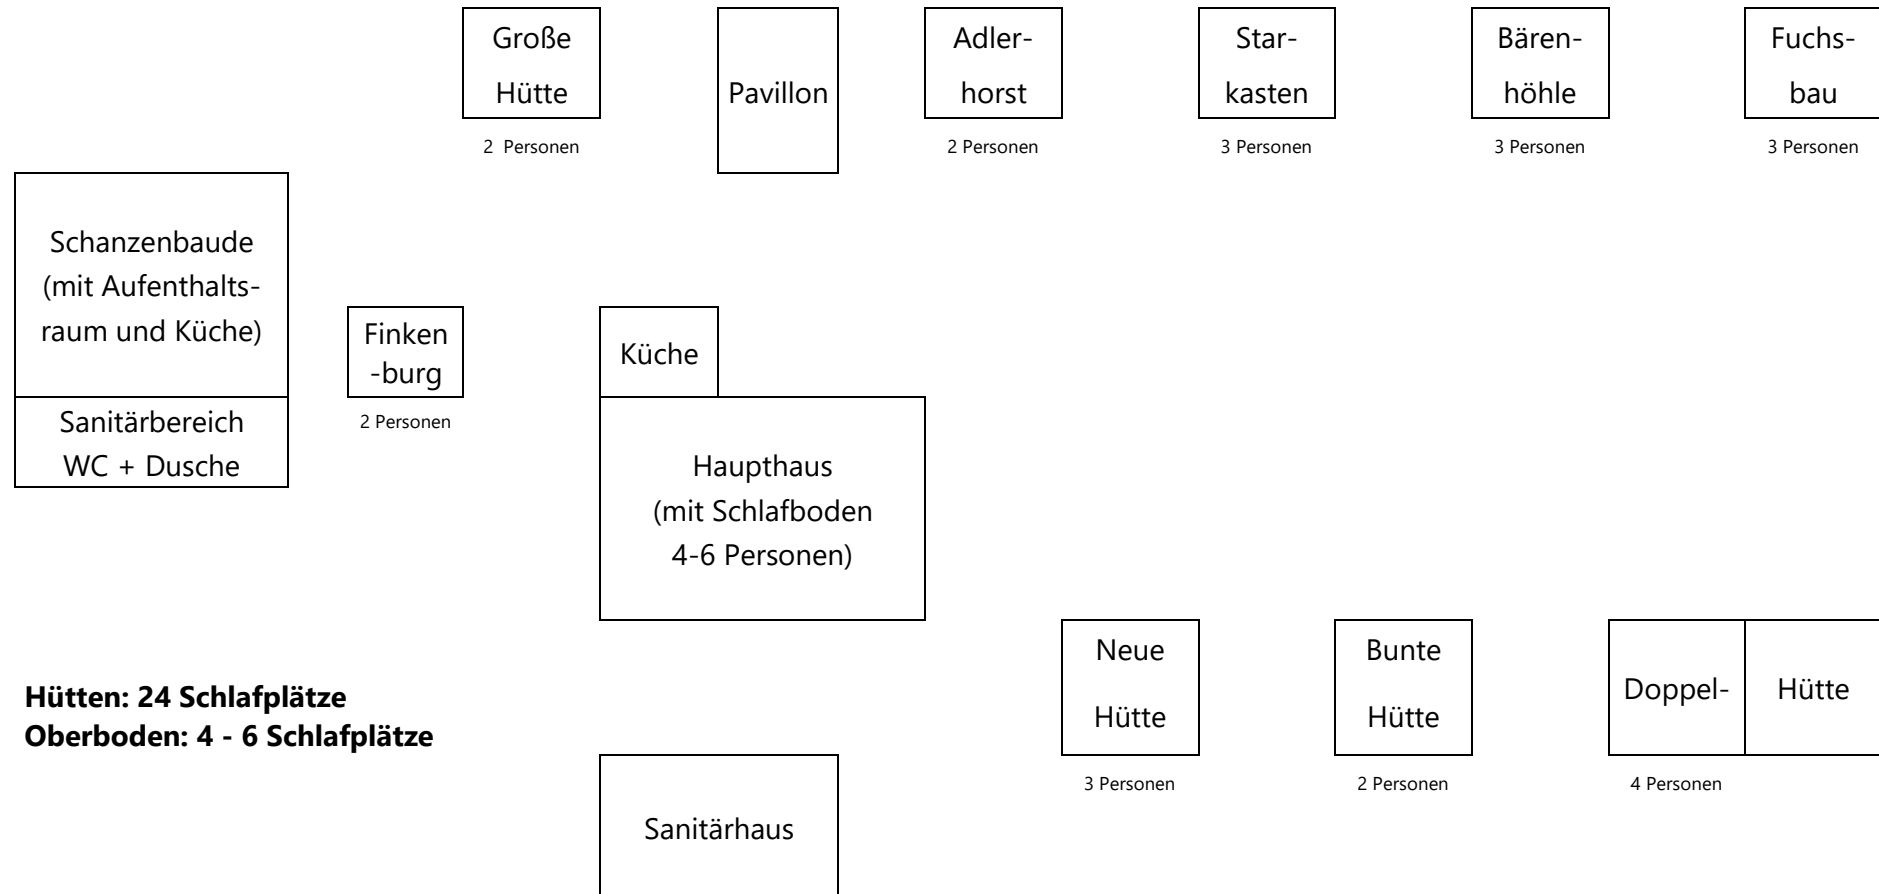 Große
Hütte
2  Personen
Pavillon
Adler-
horst
2 Personen
Star-
kasten
3 Personen
Bären-
höhle
3 Personen
Fuchs-
bau
3 Personen
Schanzenbaude
(mit Aufenthalts-
raum und Küche)
Sanitärbereich
WC + Dusche
Finken
-burg
2 Personen
Küche
Haupthaus
(mit Schlafboden
4-6 Personen)
Neue
Hütte
3 Personen
Bunte
Hütte
2 Personen
Doppel-
Hütte
4 Personen
Hütten: 24 Schlafplätze
Oberboden: 4 - 6 Schlafplätze
Sanitärhaus